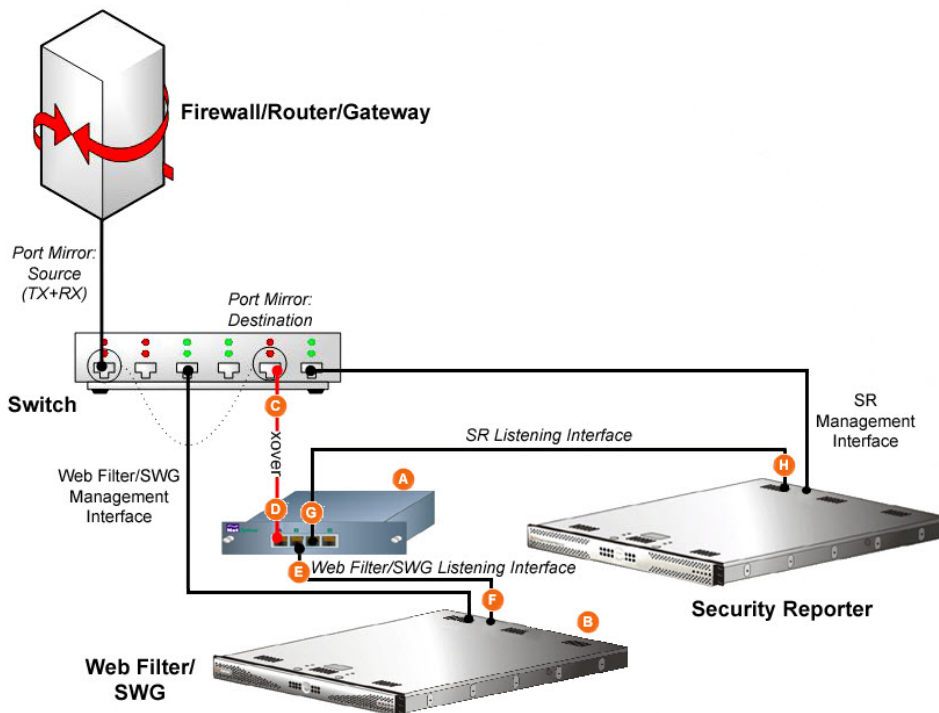 Firewall/Router/Gateway
Port Mirror:
Source
(TX+RX)
Port Mirror:
Destination
Switch
C
xover
SR
Management
Interface
SR Listening Interface
Web Filter/SWG
Management
Interface
H
A
D
G
E
Web Filter/SWG Listening Interface
F
Security Reporter
B
Web Filter/
SWG